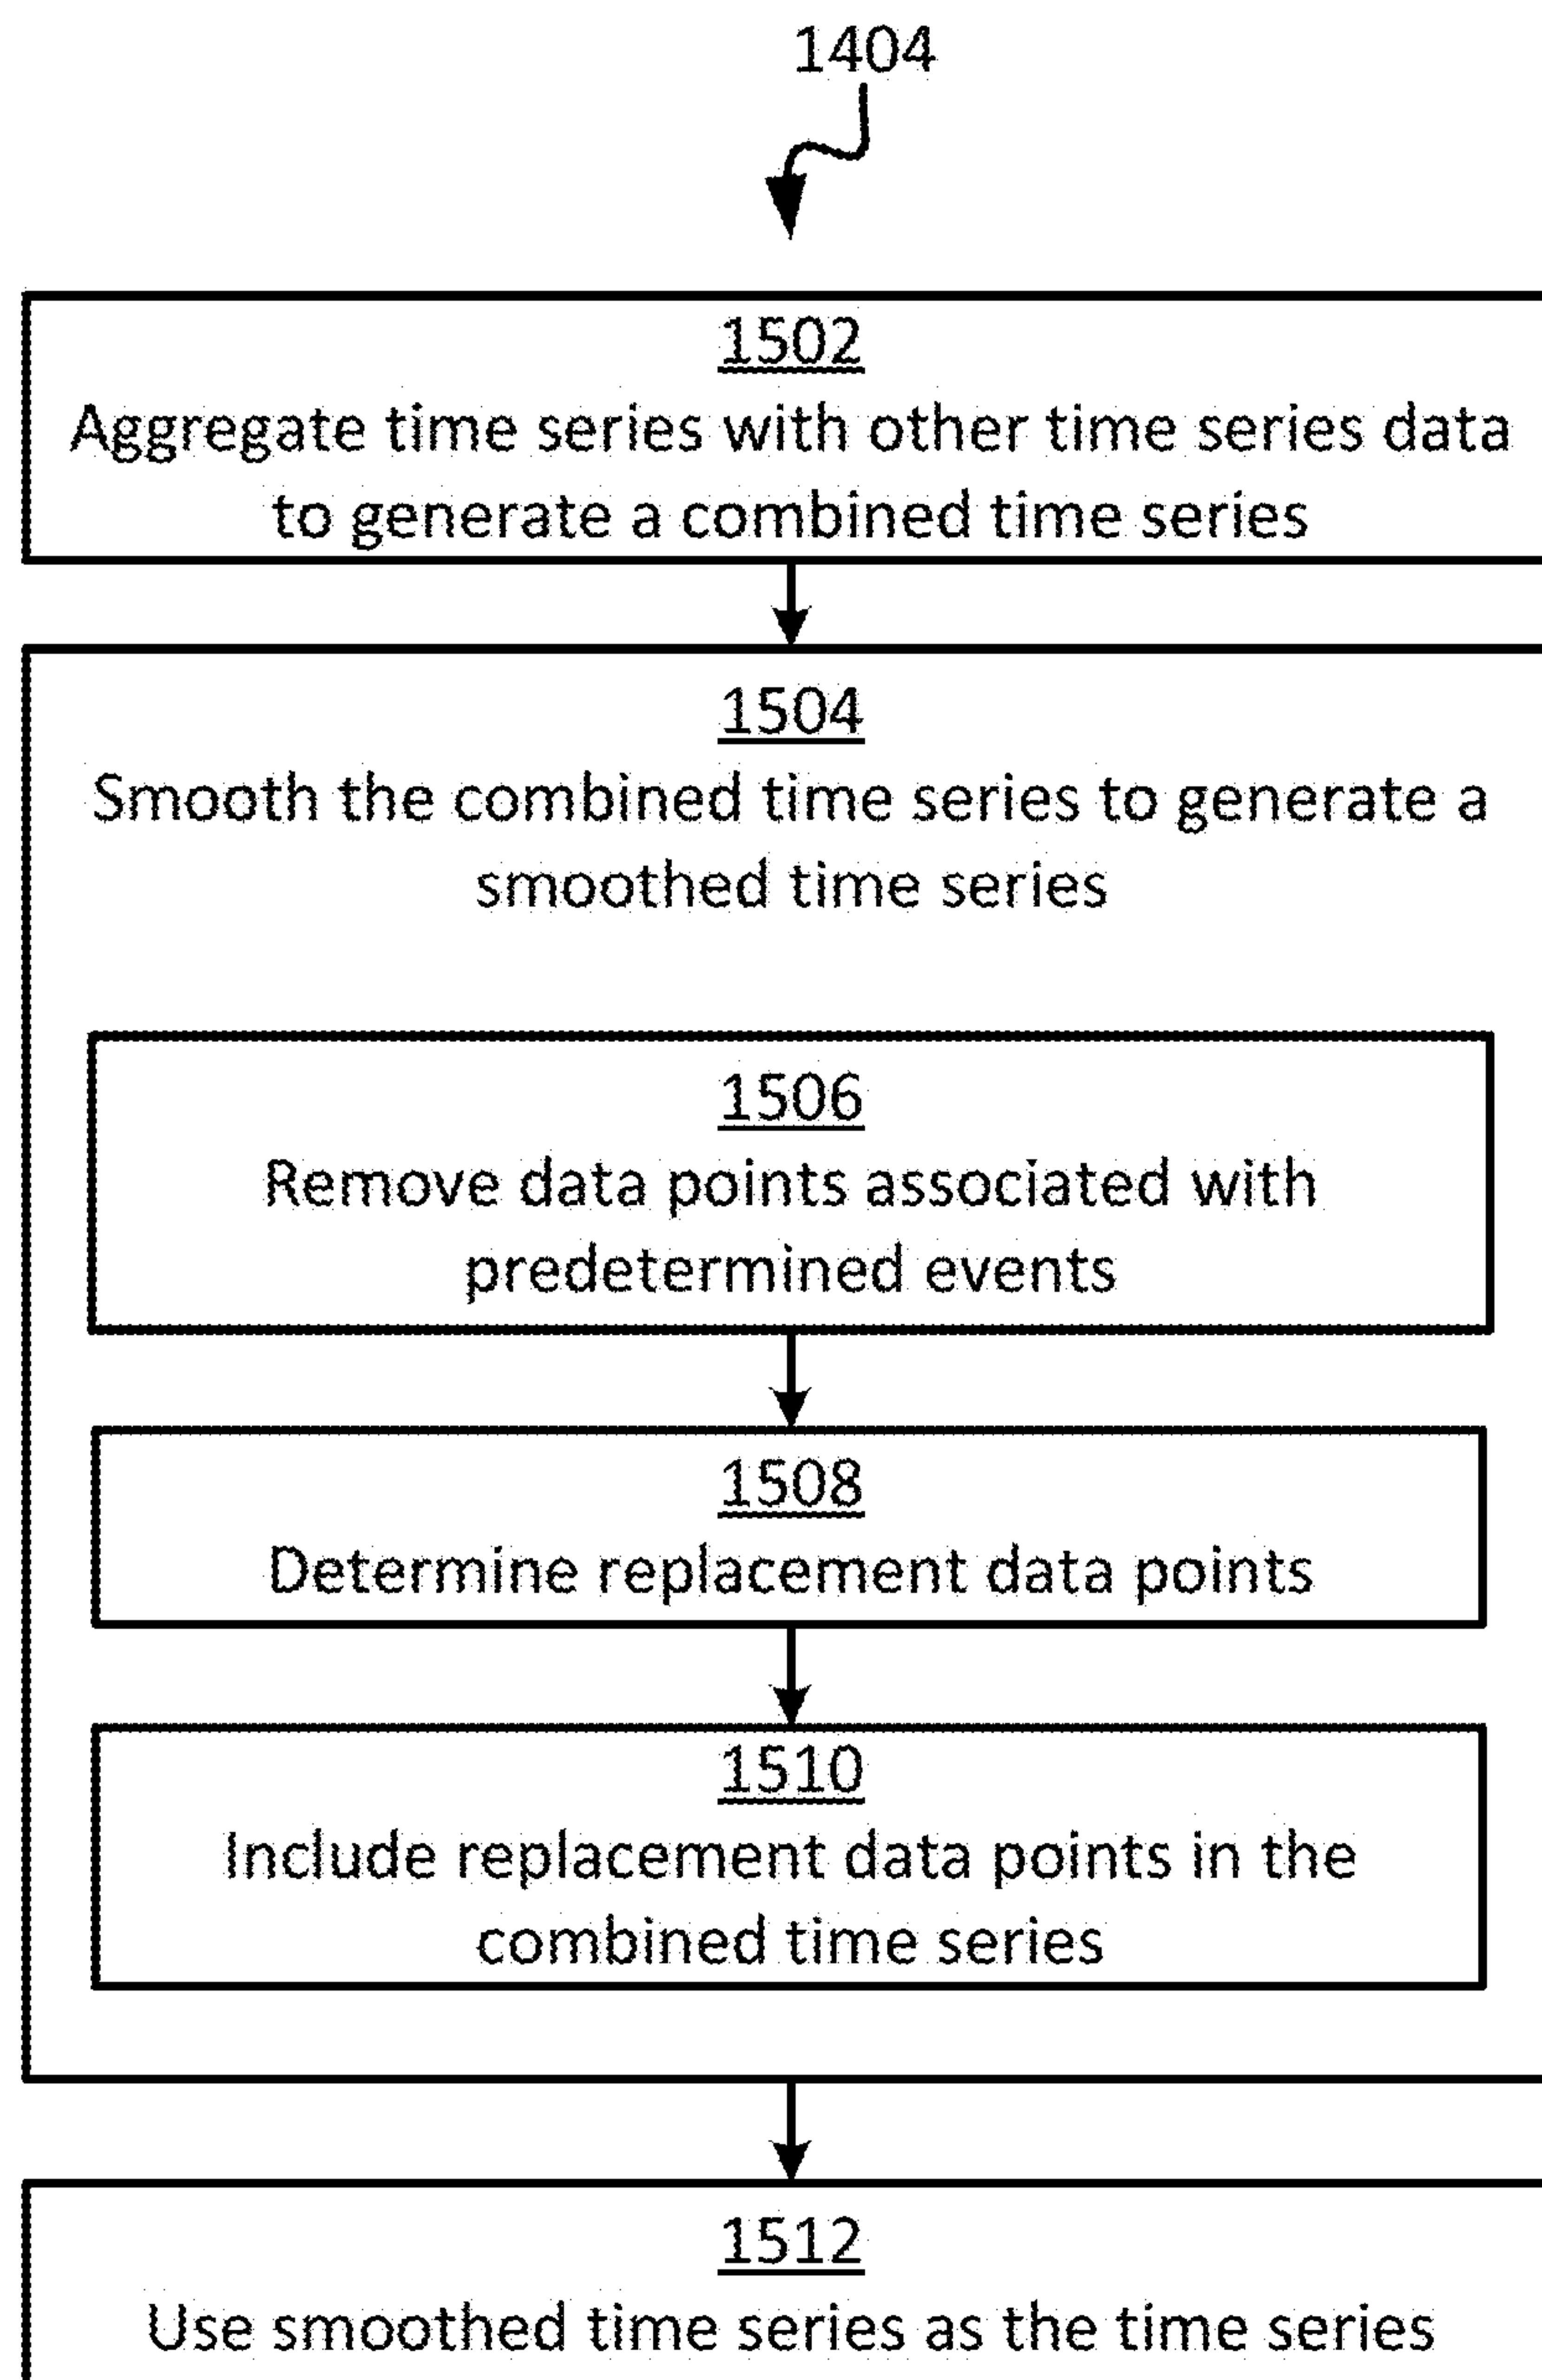 1404
1502
Aggregate time series with other time series data
to generate a combined time series
1504
Smooth the combined time series to generate a
smoothed time series
1506
Remove data points associated with
predetermined events
1508
Determine replacement data points
1510
Include replacement data points in the
combined time series
1512
Use smoothed time series as the time series